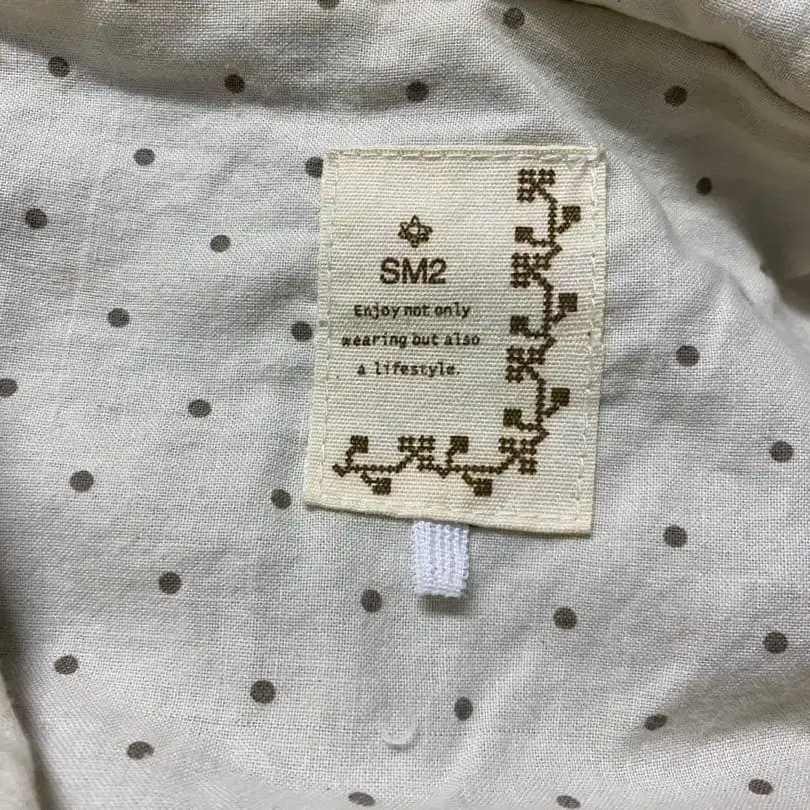 SM2
Enjoy not only
wearing but also
a lifestyle.